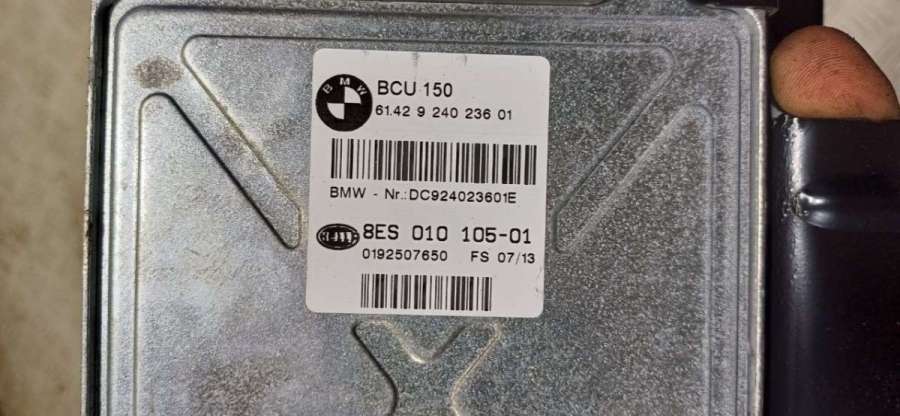 BMW
BCU 150
61.42 9 240 236 01
BMW - Nr.:DC924023601E
HELLA
8ES 010 105-01
0192507650 FS 07/13